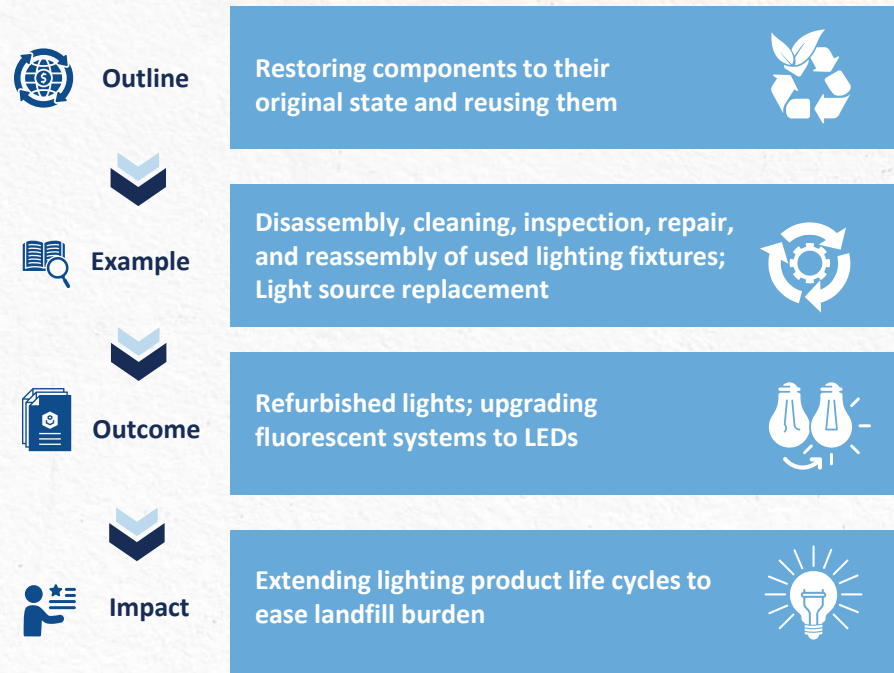 Outline
Restoring components to their
original state and reusing them
Example
Disassembly, cleaning, inspection, repair,
and reassembly of used lighting fixtures;
Light source replacement
Outcome
Refurbished lights; upgrading
fluorescent systems to LEDs
Impact
Extending lighting product life cycles to
ease landfill burden